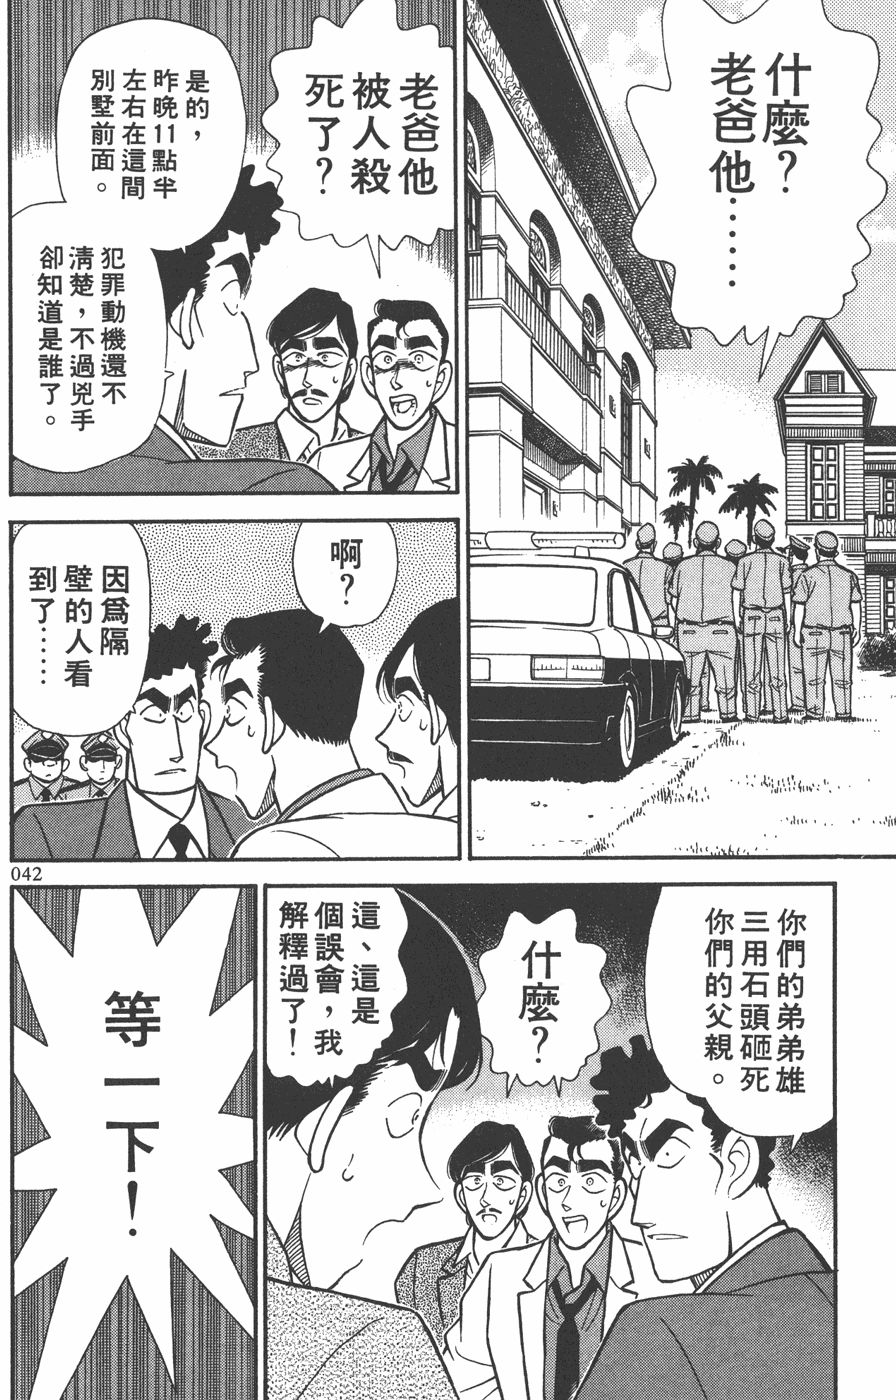 什麼？
老爸他……
老爸他
被人殺
死了？
是的，
昨晚11點半
左右在這間
別墅前面。
犯罪動機還不
清楚，不過兇手
卻知道是誰了。
啊？
因爲隔
壁的人看
到了……
042
你們的弟弟雄
三用石頭砸死
你們的父親。
什麼？
這、這是
個誤會，我
解釋過了！
等一下！